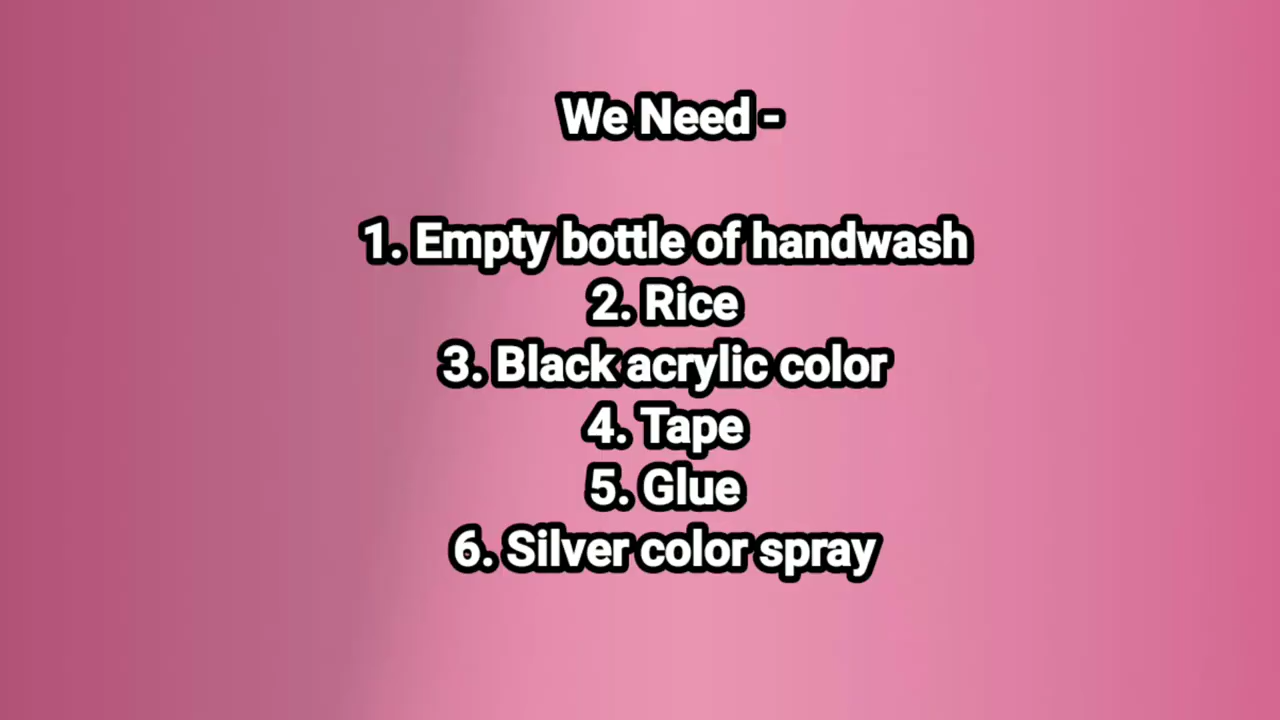 We Need -
1. Empty bottle of handwash
2. Rice
3. Black acrylic color
4. Tape
5. Glue
6. Silver color spray